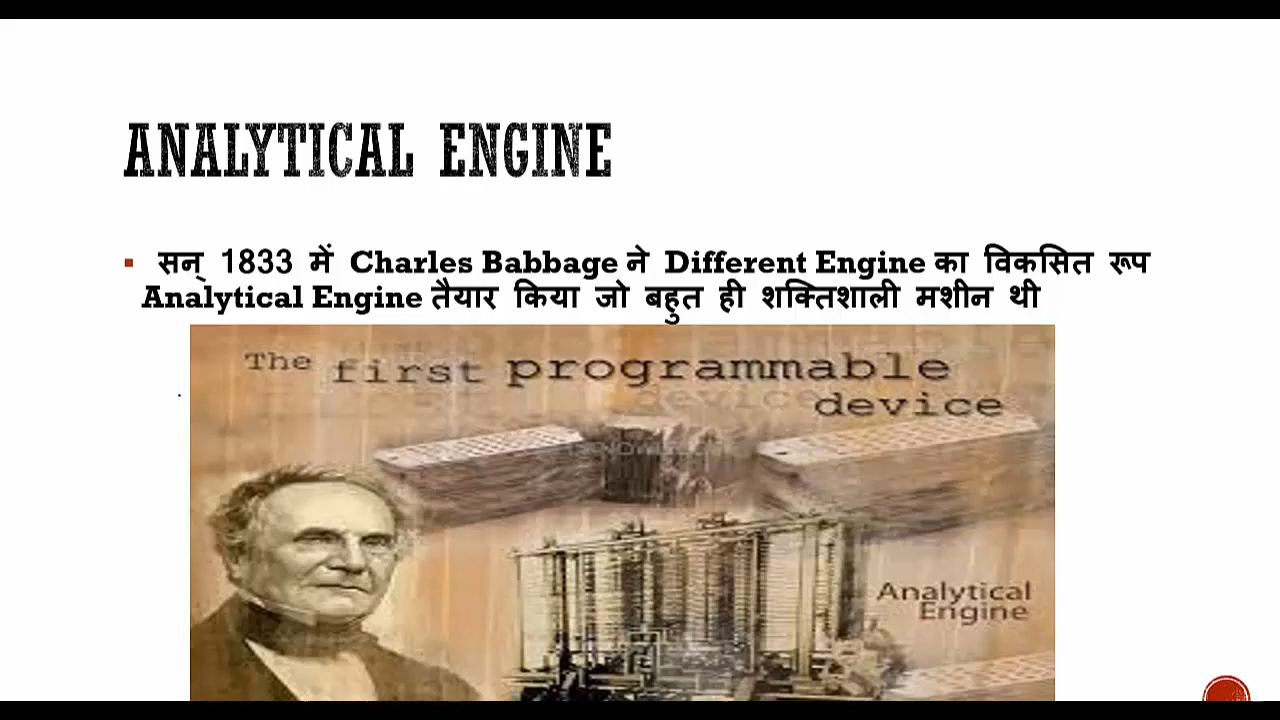 ANALYTICAL ENGINE
▪ सन् 1833 में Charles Babbage ने Different Engine का विकसित रूप
Analytical Engine तैयार किया जो बहुत ही शक्तिशाली मशीन थी
The first programmable
device
Analytical
Engine